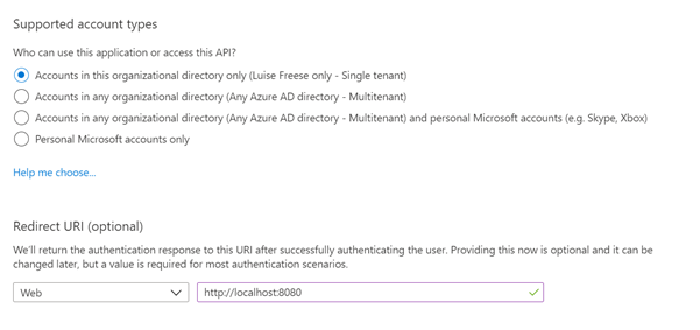 Supported account types
Who can use this application or access this API?
Accounts in this organizational directory only (Luise Freese only - Single tenant)
Accounts in any organizational directory (Any Azure AD directory - Multitenant)
Accounts in any organizational directory (Any Azure AD directory - Multitenant) and personal Microsoft accounts (e.g. Skype, Xbox)
Personal Microsoft accounts only
Help me choose...
Redirect URI (optional)
We'll return the authentication response to this URI after successfully authenticating the user. Providing this now is optional and it can be
changed later, but a value is required for most authentication scenarios.
Web http://localhost:8080